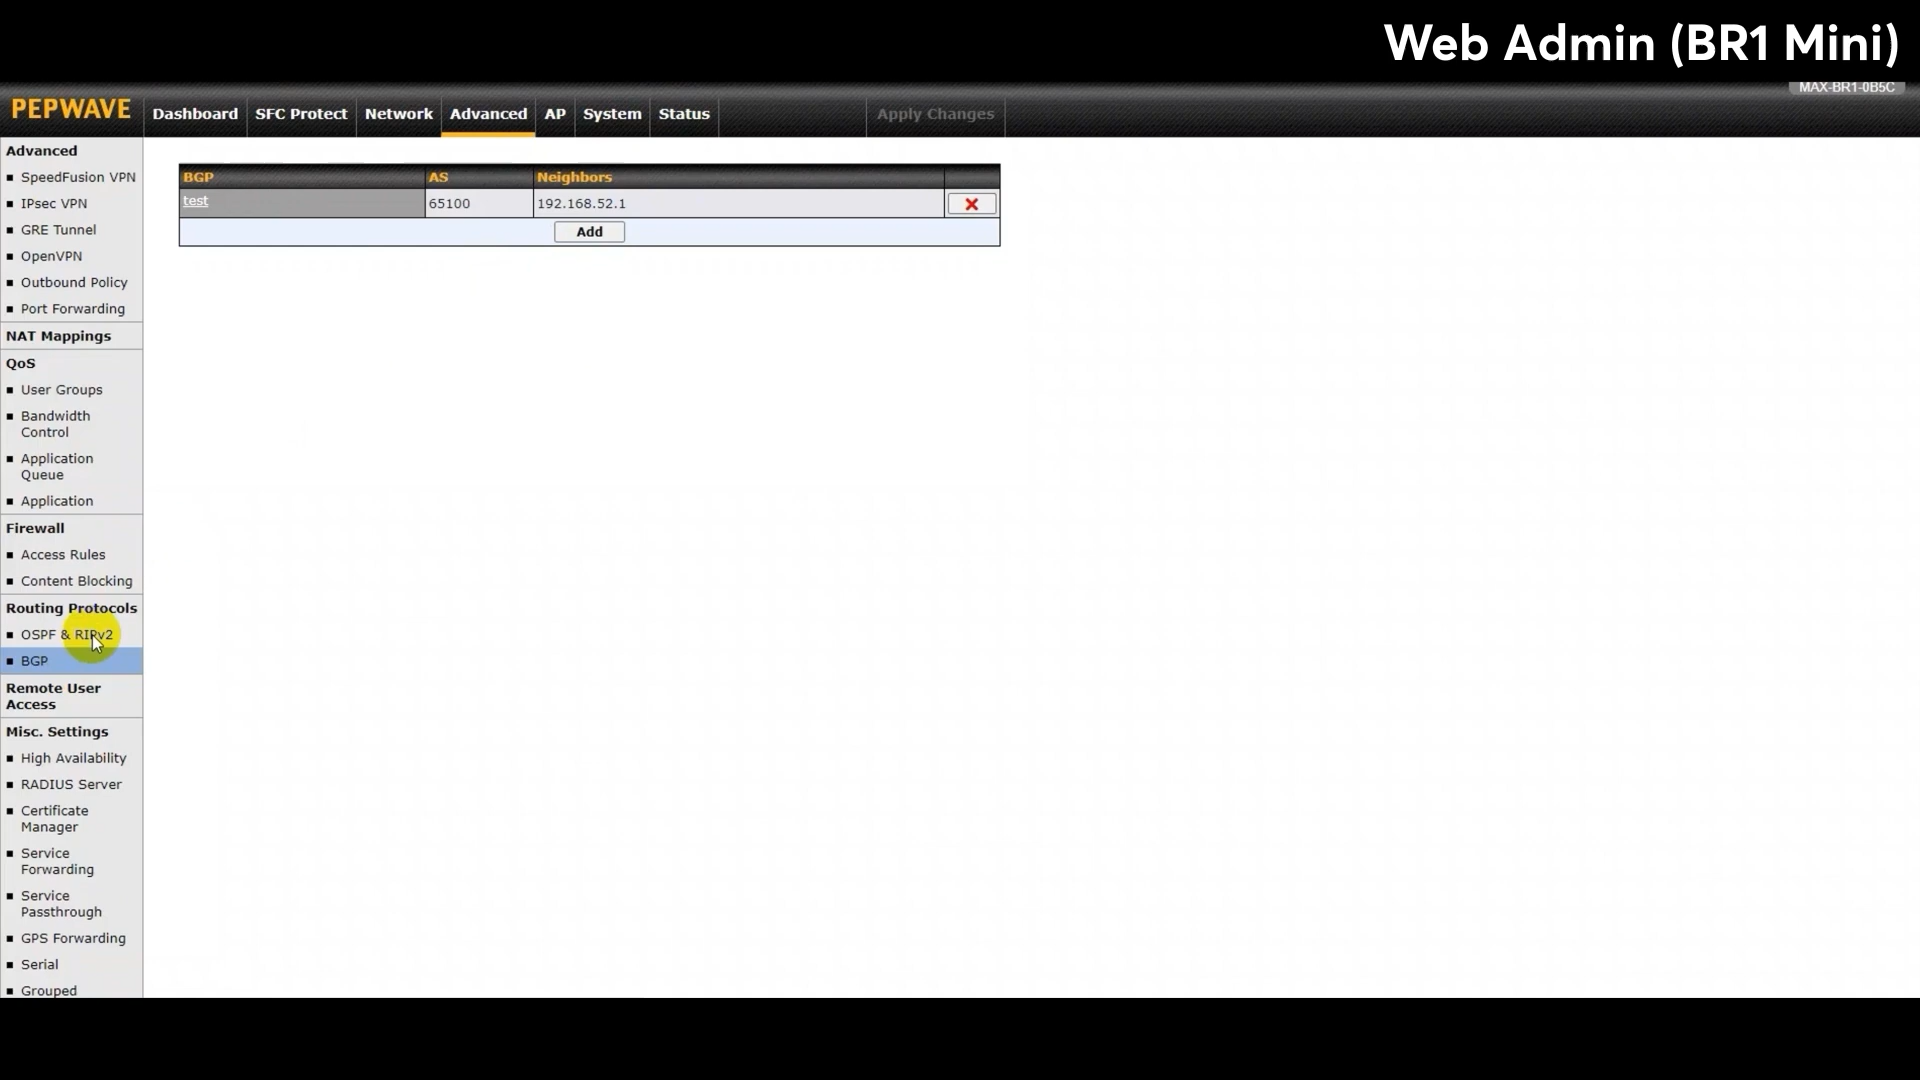 Web Admin (BR1 Mini)
MAX-BR1-0B5C
PEPWAVE Dashboard SFC Protect Network Advanced AP System Status Apply Changes
Advanced
SpeedFusion VPN
IPsec VPN
GRE Tunnel
OpenVPN
Outbound Policy
Port Forwarding
NAT Mappings
QoS
User Groups
Bandwidth
Control
Application
Queue
Application
Firewall
Access Rules
Content Blocking
Routing Protocols
OSPF & RIPv2
BGP
Remote User
Access
Misc. Settings
High Availability
RADIUS Server
Certificate
Manager
Service
Forwarding
Service
Passthrough
GPS Forwarding
Serial
Grouped
BGP AS Neighbors
test 65100 192.168.52.1
Add